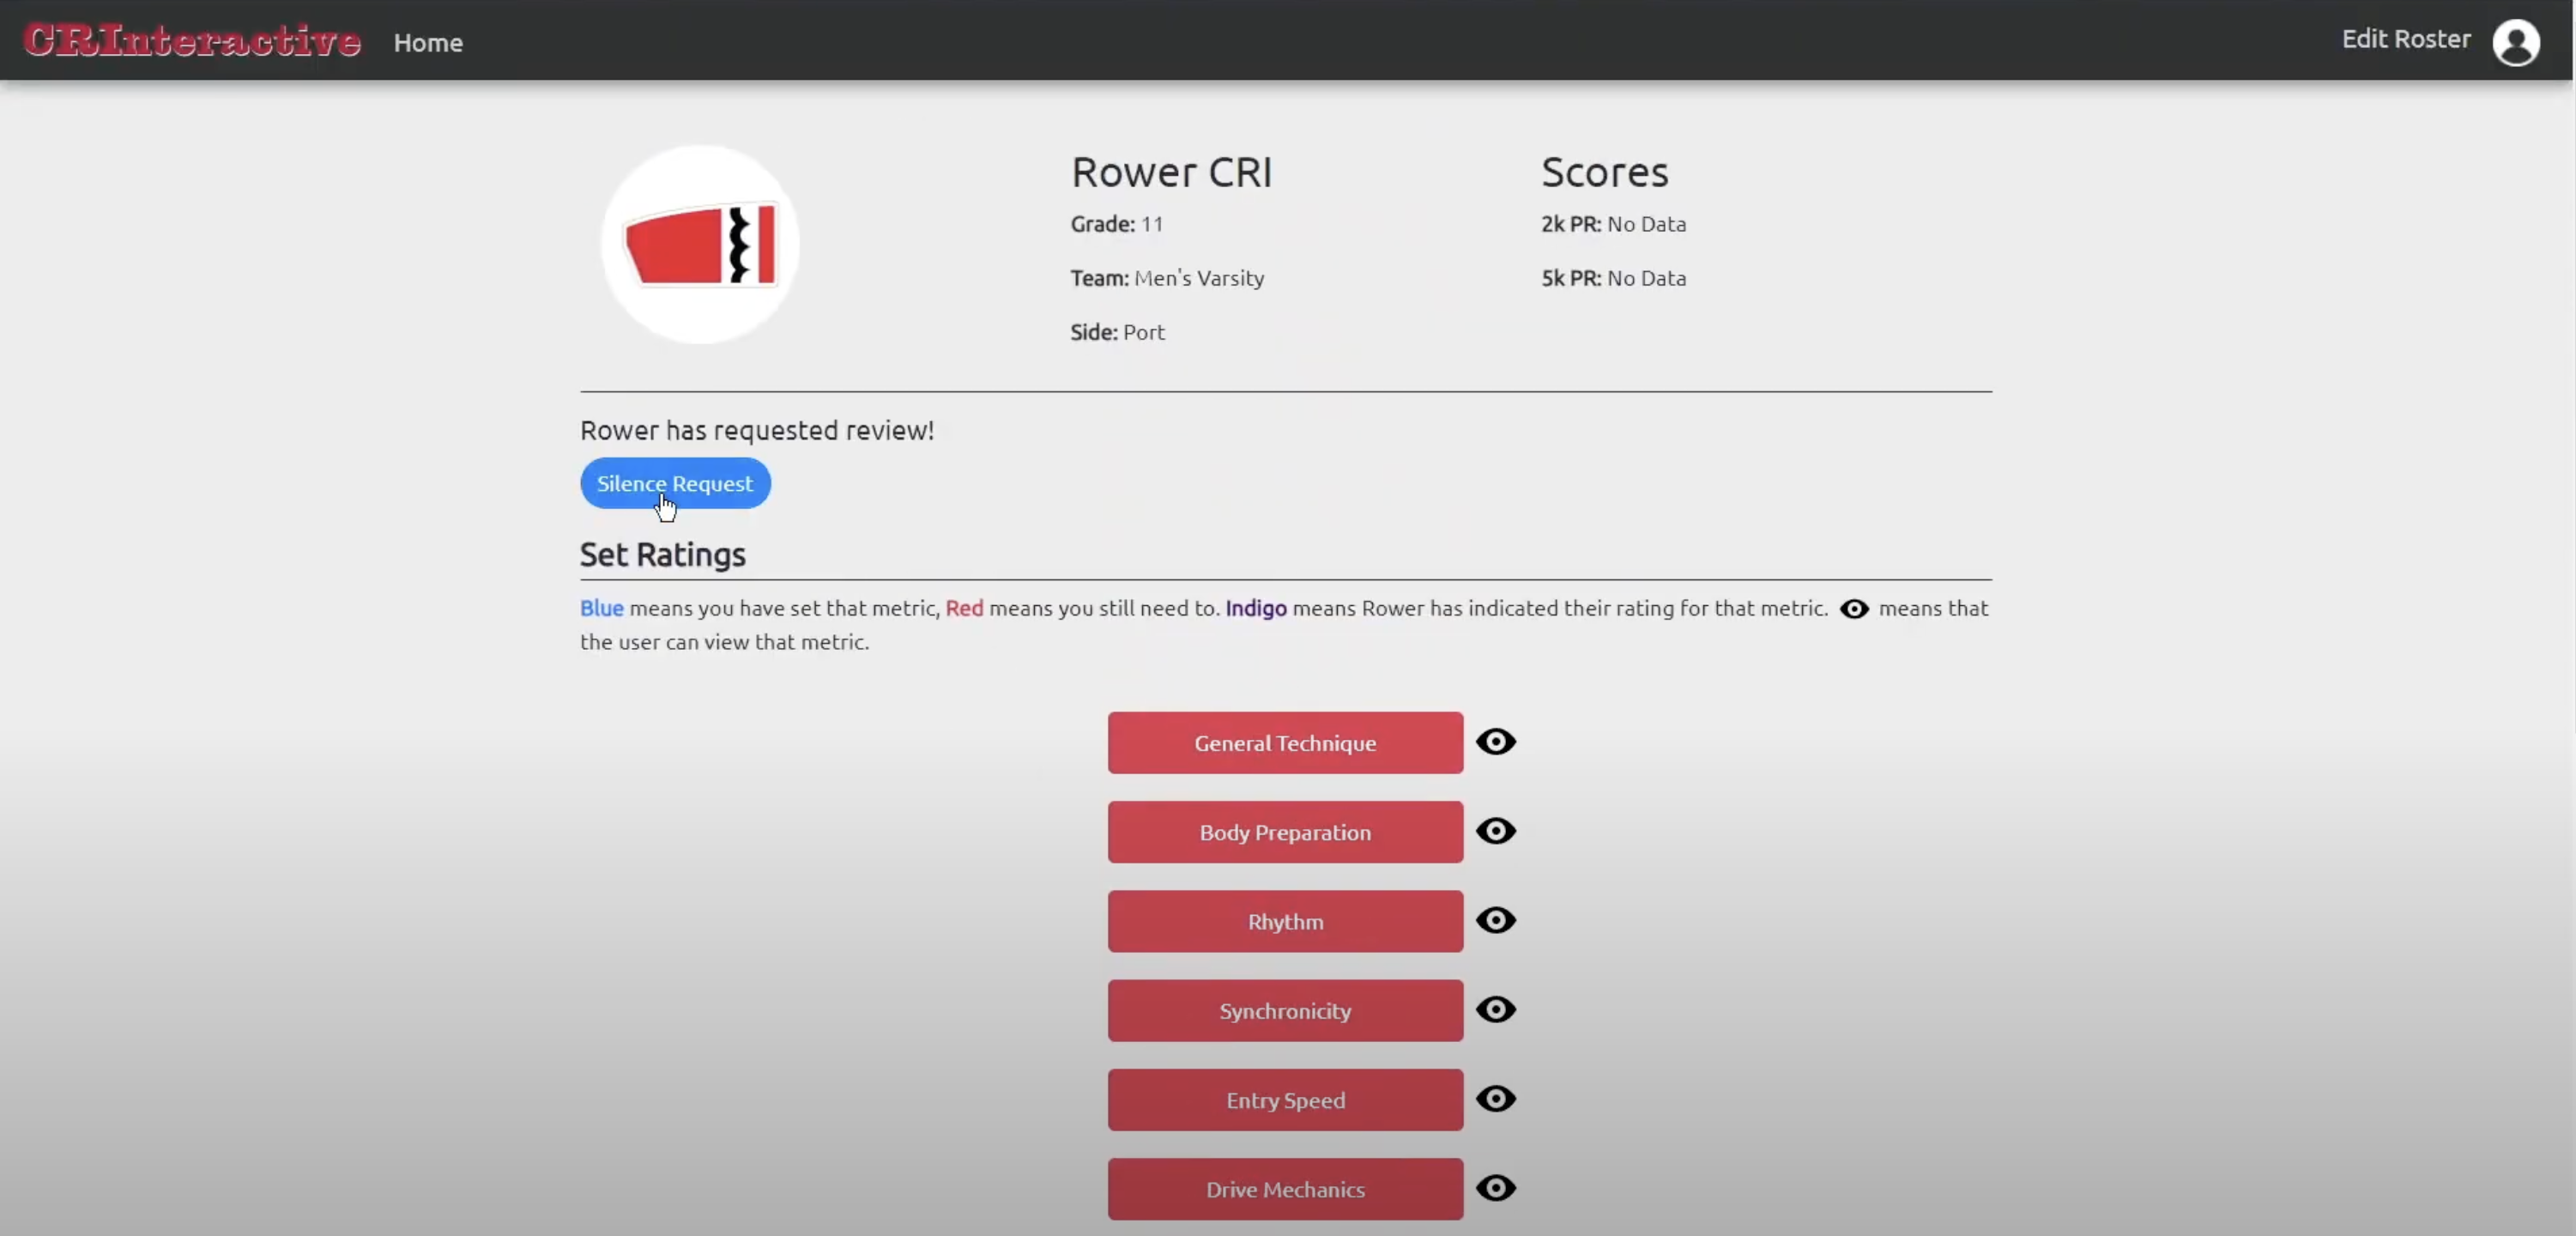 CRInteractive Home Edit Roster
Rower CRI
Grade: 11
Team: Men's Varsity
Side: Port
Scores
2k PR: No Data
5k PR: No Data
Rower has requested review!
Silence Request
Set Ratings
Blue means you have set that metric, Red means you still need to. Indigo means Rower has indicated their rating for that metric. means that
the user can view that metric.
General Technique
Body Preparation
Rhythm
Synchronicity
Entry Speed
Drive Mechanics